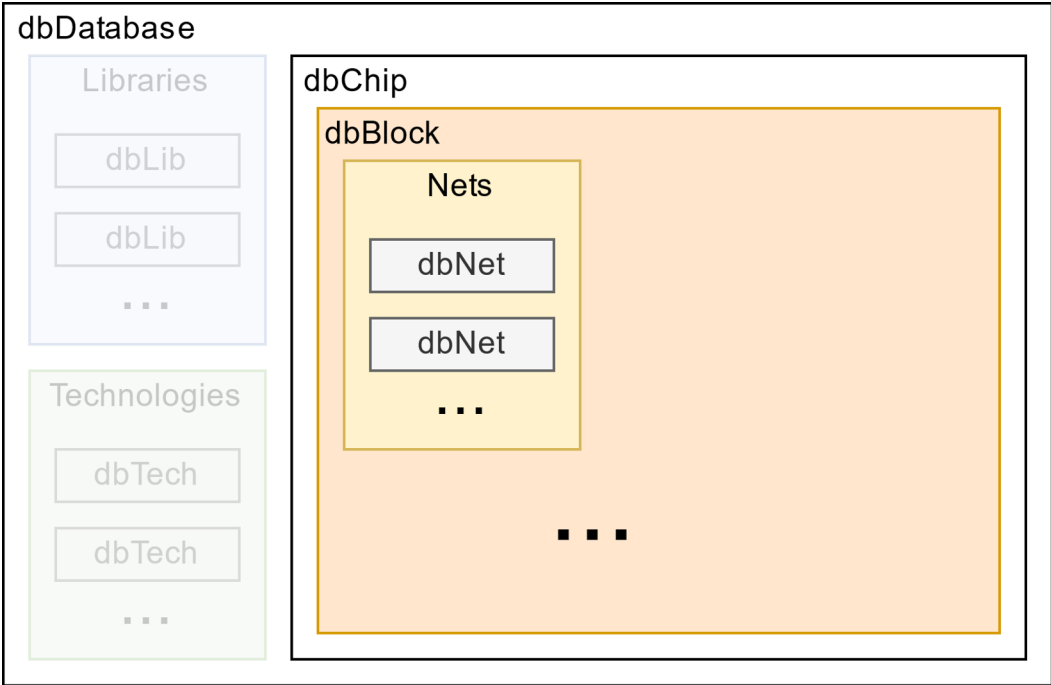 dbDatabase
Libraries
dbLib
dbLib
...
Technologies
dbTech
dbTech
...
dbChip
dbBlock
Nets
dbNet
dbNet
...
...